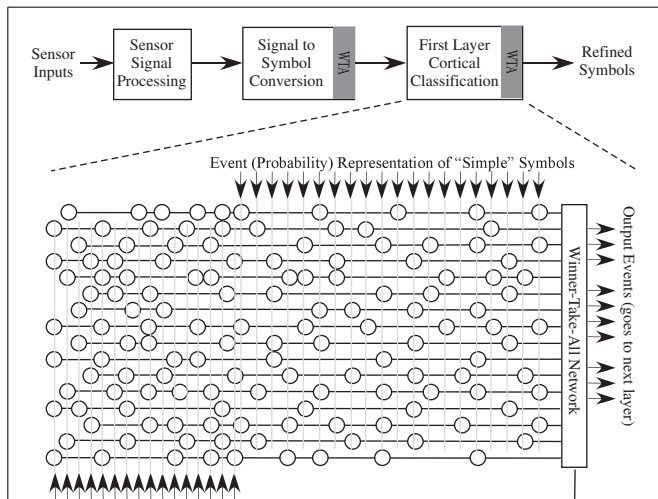 Sensor
Inputs
Sensor
Signal
Processing
Signal to
Symbol
Conversion
WTA
First Layer
Cortical
Classification
WTA
Refined
Symbols
Event (Probability) Representation of “Simple” Symbols
Winner-Take-All Network
Output Events (goes to
next layer)